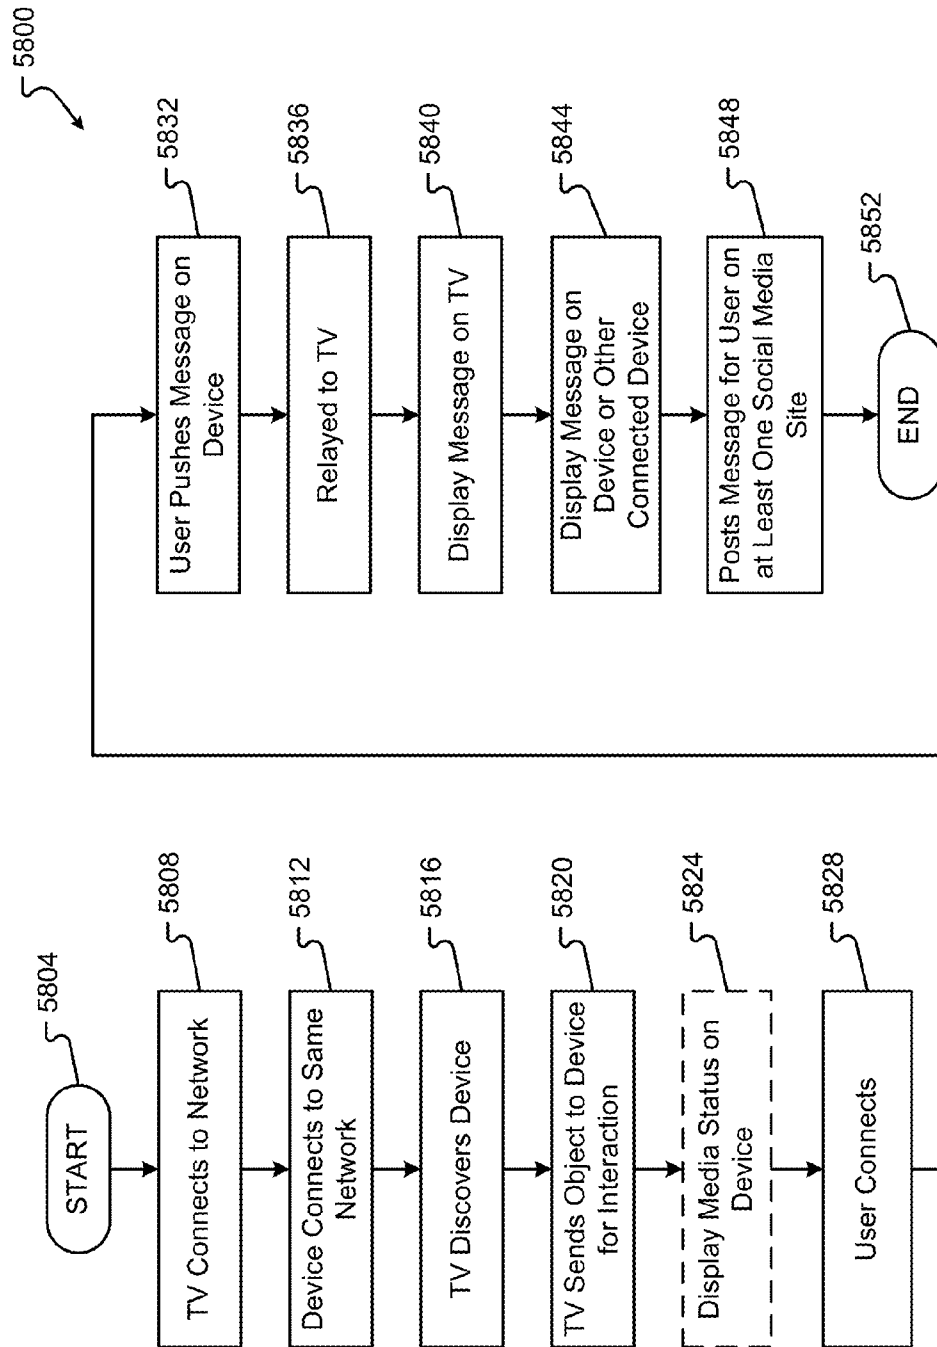 5800
START
5804
TV Connects to Network
5808
Device Connects to Same
Network
5812
TV Discovers Device
5816
TV Sends Object to Device
for Interaction
5820
Display Media Status on
Device
5824
User Connects
5828
User Pushes Message on
Device
5832
Relayed to TV
5836
Display Message on TV
5840
Display Message on
Device or Other
Connected Device
5844
Posts Message for User on
at Least One Social Media
Site
5848
END
5852